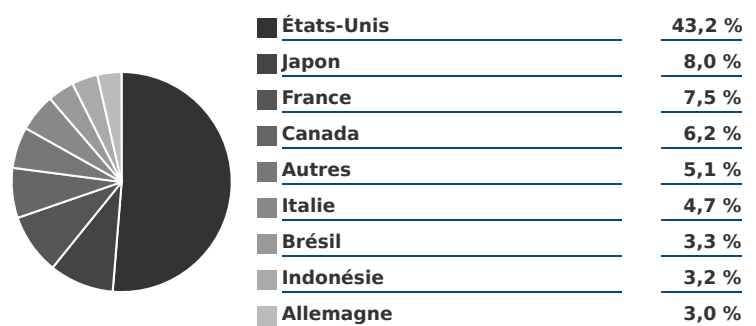 États-Unis 43,2 %
Japon 8,0 %
France 7,5 %
Canada 6,2 %
Autres 5,1 %
Italie 4,7 %
Brésil 3,3 %
Indonésie 3,2 %
Allemagne 3,0 %